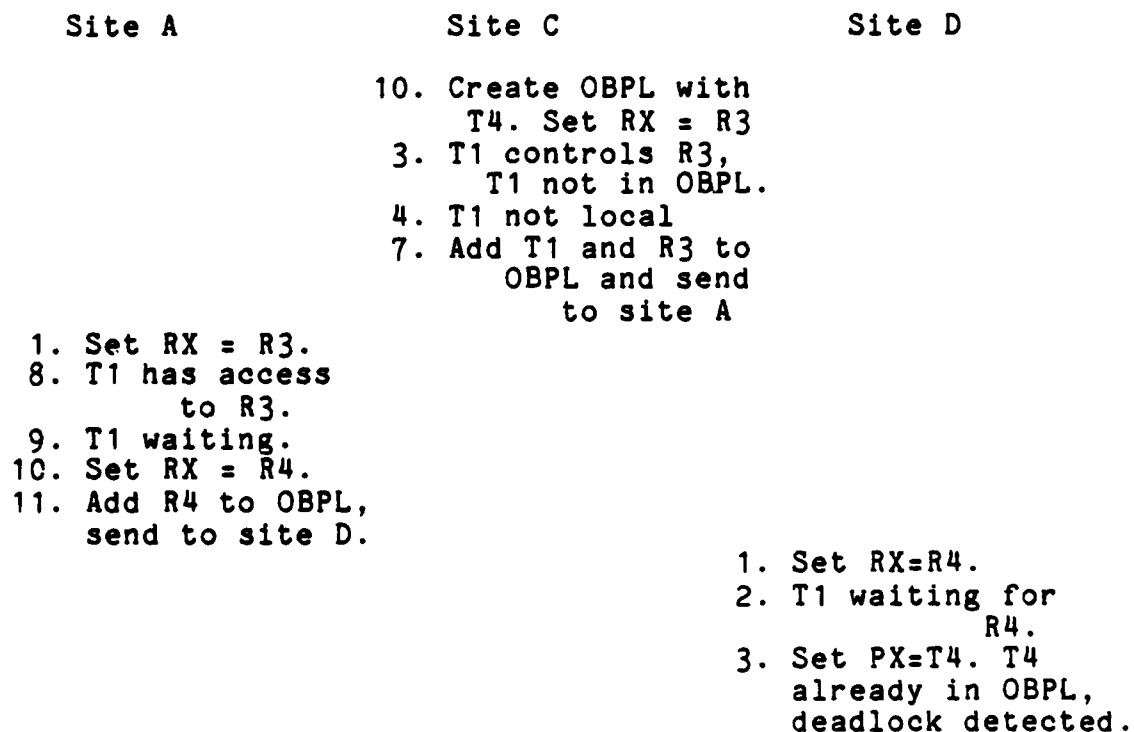 Site A Site C Site D
10. Create OBPL with
T4. Set RX = R3
3. T1 controls R3,
T1 not in OBPL.
4. T1 not local
7. Add T1 and R3 to
OBPL and send
to site A
1. Set RX = R3.
8. T1 has access
to R3.
9. T1 waiting.
10. Set RX = R4.
11. Add R4 to OBPL,
send to site D.
1. Set RX=R4.
2. T1 waiting for
R4.
3. Set PX=T4. T4
already in OBPL,
deadlock detected.